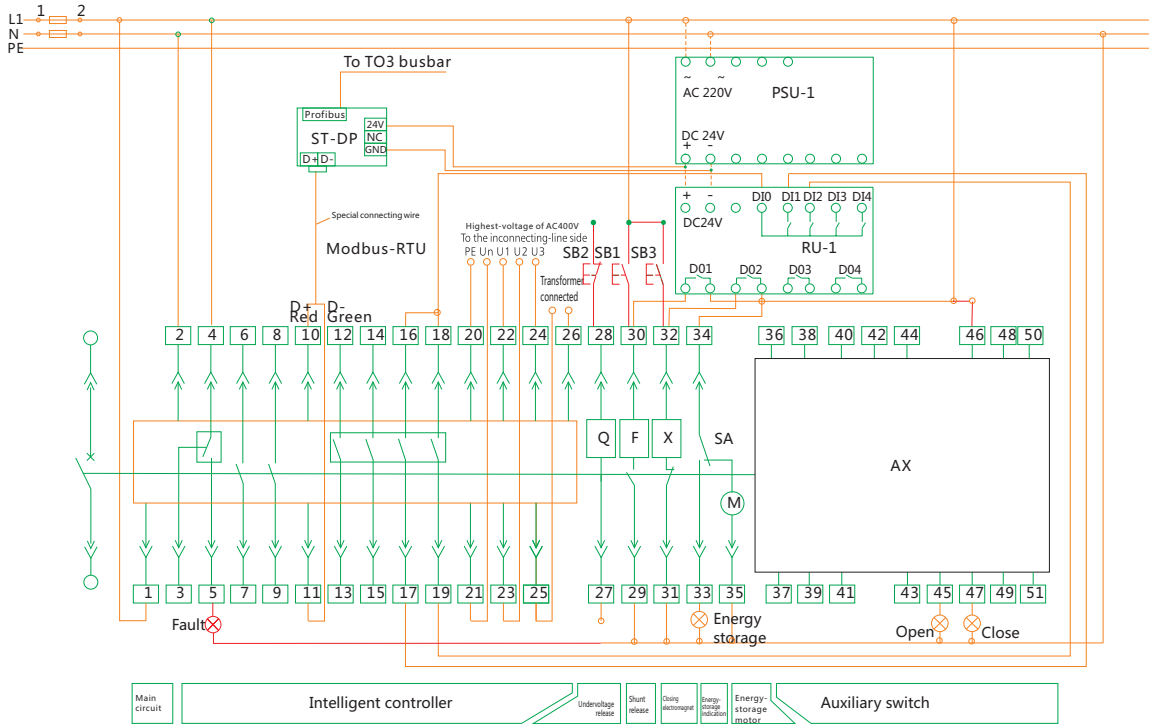 L1 1 2
N
PE
To TO3 busbar
Profibus
ST-DP
24V
NC
GND
D+ D-
~ ~
AC 220V
PSU-1
DC 24V
+ -
+ -
DC24V
DI0 DI1 DI2 DI3 DI4
RU-1
D01 D02 D03 D04
Special connecting wire
Modbus-RTU
Highest-voltage of AC400V
To the inconnecting-line side
PE Un U1 U2 U3
Transformer
connected
SB2 SB1 SB3
D+ D-
Red Green
2 4 6 8 10 12 14 16 18 20 22 24 26 28 30 32 34 36 38 40 42 44 46 48 50
Q F X SA
AX
M
1 3 5 7 9 11 13 15 17 19 21 23 25 27 29 31 33 35 37 39 41 43 45 47 49 51
Fault
Energy
storage
Open
Close
Main
circuit
Intelligent controller
Undervoltage
release
Shunt
release
Closing
electromagnet
Energy-
storage
indication
Energy-
storage
motor
Auxiliary switch